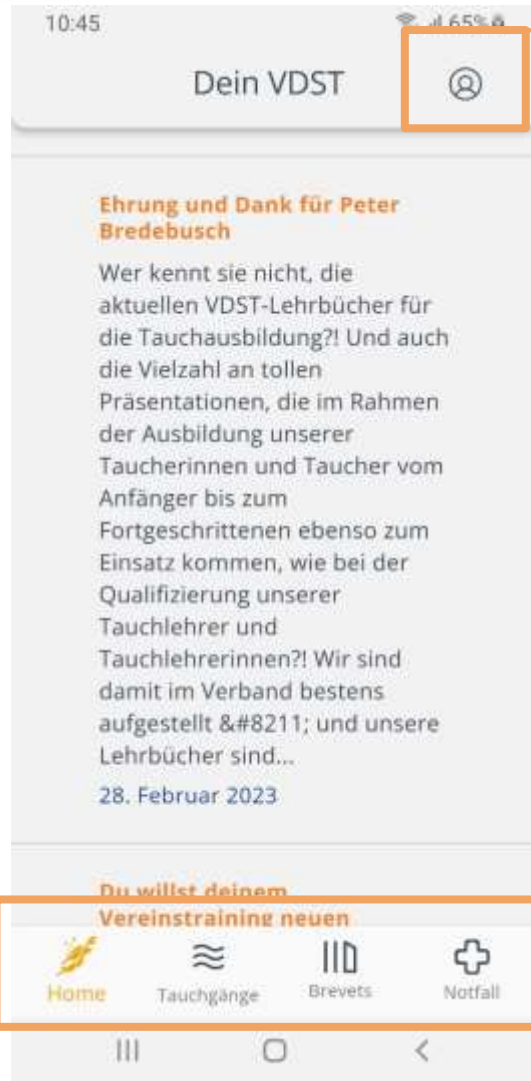 10:45
65%
Dein VDST
Ehrung und Dank für Peter
Bredebusch
Wer kennt sie nicht, die
aktuellen VDST-Lehrbücher für
die Tauchausbildung?! Und auch
die Vielzahl an tollen
Präsentationen, die im Rahmen
der Ausbildung unserer
Taucherinnen und Taucher vom
Anfänger bis zum
Fortgeschrittenen ebenso zum
Einsatz kommen, wie bei der
Qualifizierung unserer
Tauchlehrer und
Tauchlehrerinnen?! Wir sind
damit im Verband bestens
aufgestellt &#8211; und unsere
Lehrbücher sind...
28. Februar 2023
Du willst deinem
Vereinstraining neuen
Home Tauchgänge Brevets Notfall